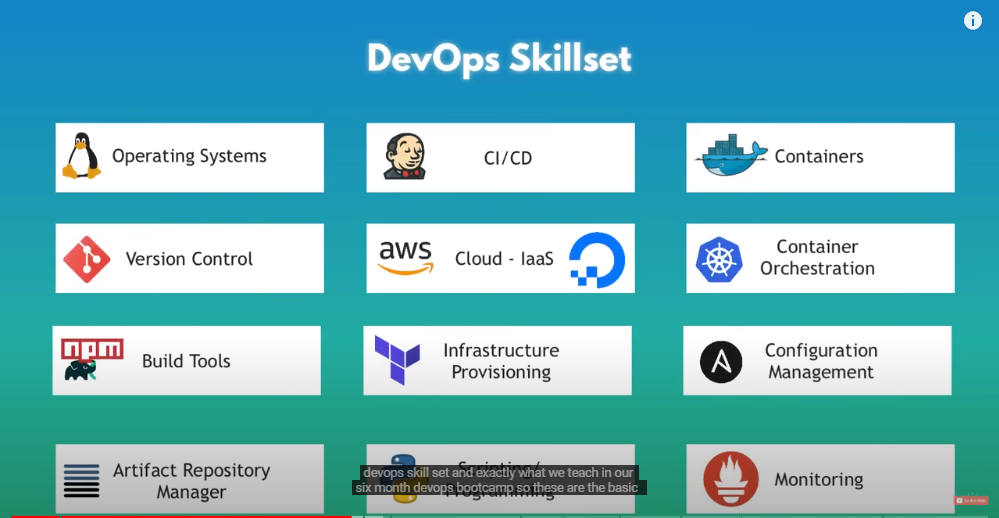 DevOps Skillset
Operating Systems
CI/CD
Containers
Version Control
aws
Cloud - IaaS
Container
Orchestration
npm
Build Tools
Infrastructure
Provisioning
Configuration
Management
Artifact Repository
Manager
Scripting/
Programming
devops skill set and exactly what we teach in our
six month devops bootcamp so these are the basic
Monitoring
SUBSCRIBE